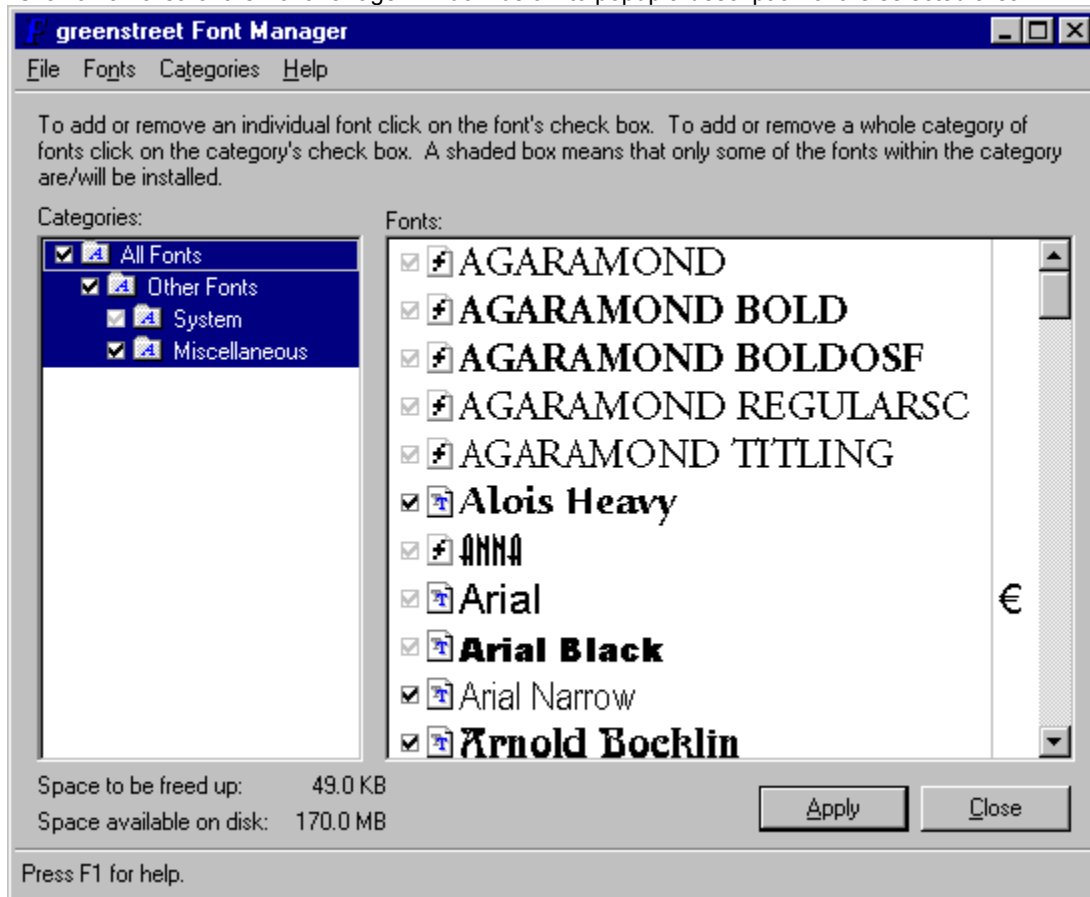 greenstreet Font Manager
File Fonts Categories Help
To add or remove an individual font click on the font's check box. To add or remove a whole category of
fonts click on the category's check box. A shaded box means that only some of the fonts within the category
are/will be installed.
Categories:
All Fonts
Other Fonts
System
Miscellaneous
Fonts:
AGARAMOND
AGARAMOND BOLD
AGARAMOND BOLDOSF
AGARAMOND REGULARSC
AGARAMOND TITLING
Alois Heavy
ANNA
Arial €
Arial Black
Arial Narrow
Arnold Bocklin
Space to be freed up: 49.0 KB
Space available on disk: 170.0 MB
Apply Close
Press F1 for help.